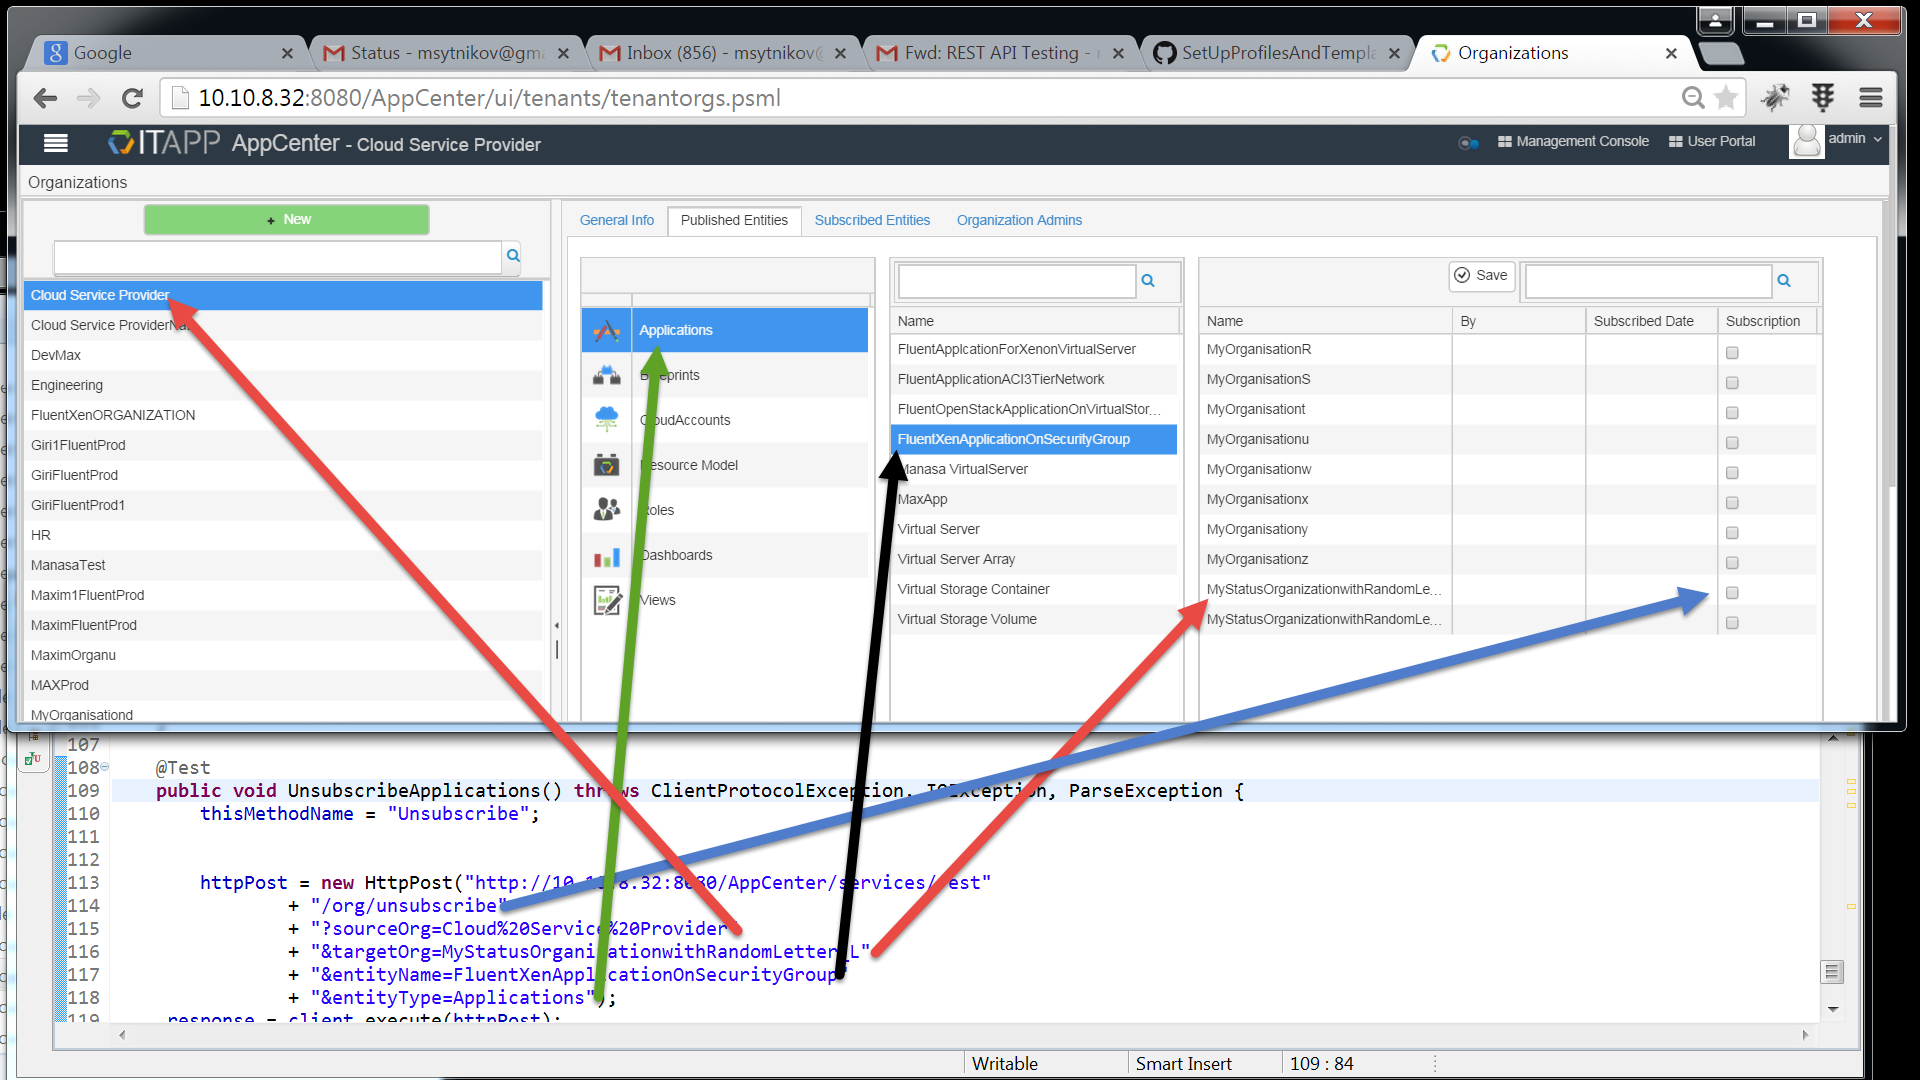 Google
Status - msytnikov@gm
Inbox (856) - msytnikov@
Fwd: REST API Testing -
SetUpProfilesAndTempla
Organizations
10.10.8.32:8080/AppCenter/ui/tenants/tenantorgs.psml
ITAPP AppCenter - Cloud Service Provider
Management Console
User Portal
admin
Organizations
+ New
General Info
Published Entities
Subscribed Entities
Organization Admins
Save
Cloud Service Provider
Cloud Service ProviderNa
DevMax
Engineering
FluentXenORGANIZATION
Giri1FluentProd
GiriFluentProd
GiriFluentProd1
HR
ManasaTest
Maxim1FluentProd
MaximFluentProd
MaximOrganu
MAXProd
MyOrganisationd
Applications
Blueprints
CloudAccounts
Resource Model
Roles
Dashboards
Views
Name
FluentApplcationForXenonVirtualServer
FluentApplicationACI3TierNetwork
FluentOpenStackApplicationOnVirtualStor...
FluentXenApplicationOnSecurityGroup
Manasa VirtualServer
MaxApp
Virtual Server
Virtual Server Array
Virtual Storage Container
Virtual Storage Volume
Name By Subscribed Date Subscription
MyOrganisationR
MyOrganisationS
MyOrganisationt
MyOrganisationu
MyOrganisationw
MyOrganisationx
MyOrganisationy
MyOrganisationz
MyStatusOrganizationwithRandomLe...
MyStatusOrganizationwithRandomLe...
107
108 @Test
109 public void UnsubscribeApplications() throws ClientProtocolException, IOException, ParseException {
110 thisMethodName = "Unsubscribe";
111
112
113 httpPost = new HttpPost("http://10.10.8.32:8080/AppCenter/services/rest"
114 + "/org/unsubscribe"
115 + "?sourceOrg=Cloud%20Service%20Provider"
116 + "&targetOrg=MyStatusOrganizationwithRandomLetter_L"
117 + "&entityName=FluentXenApplicationOnSecurityGroup"
118 + "&entityType=Applications");
119 response = client.execute(httpPost);
Writable
Smart Insert
109 : 84